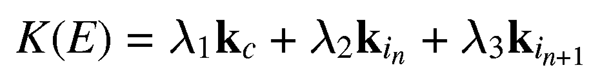 K(E) = λ₁𝐤_c + λ₂𝐤_{i_n} + λ₃𝐤_{i_{n+1}}